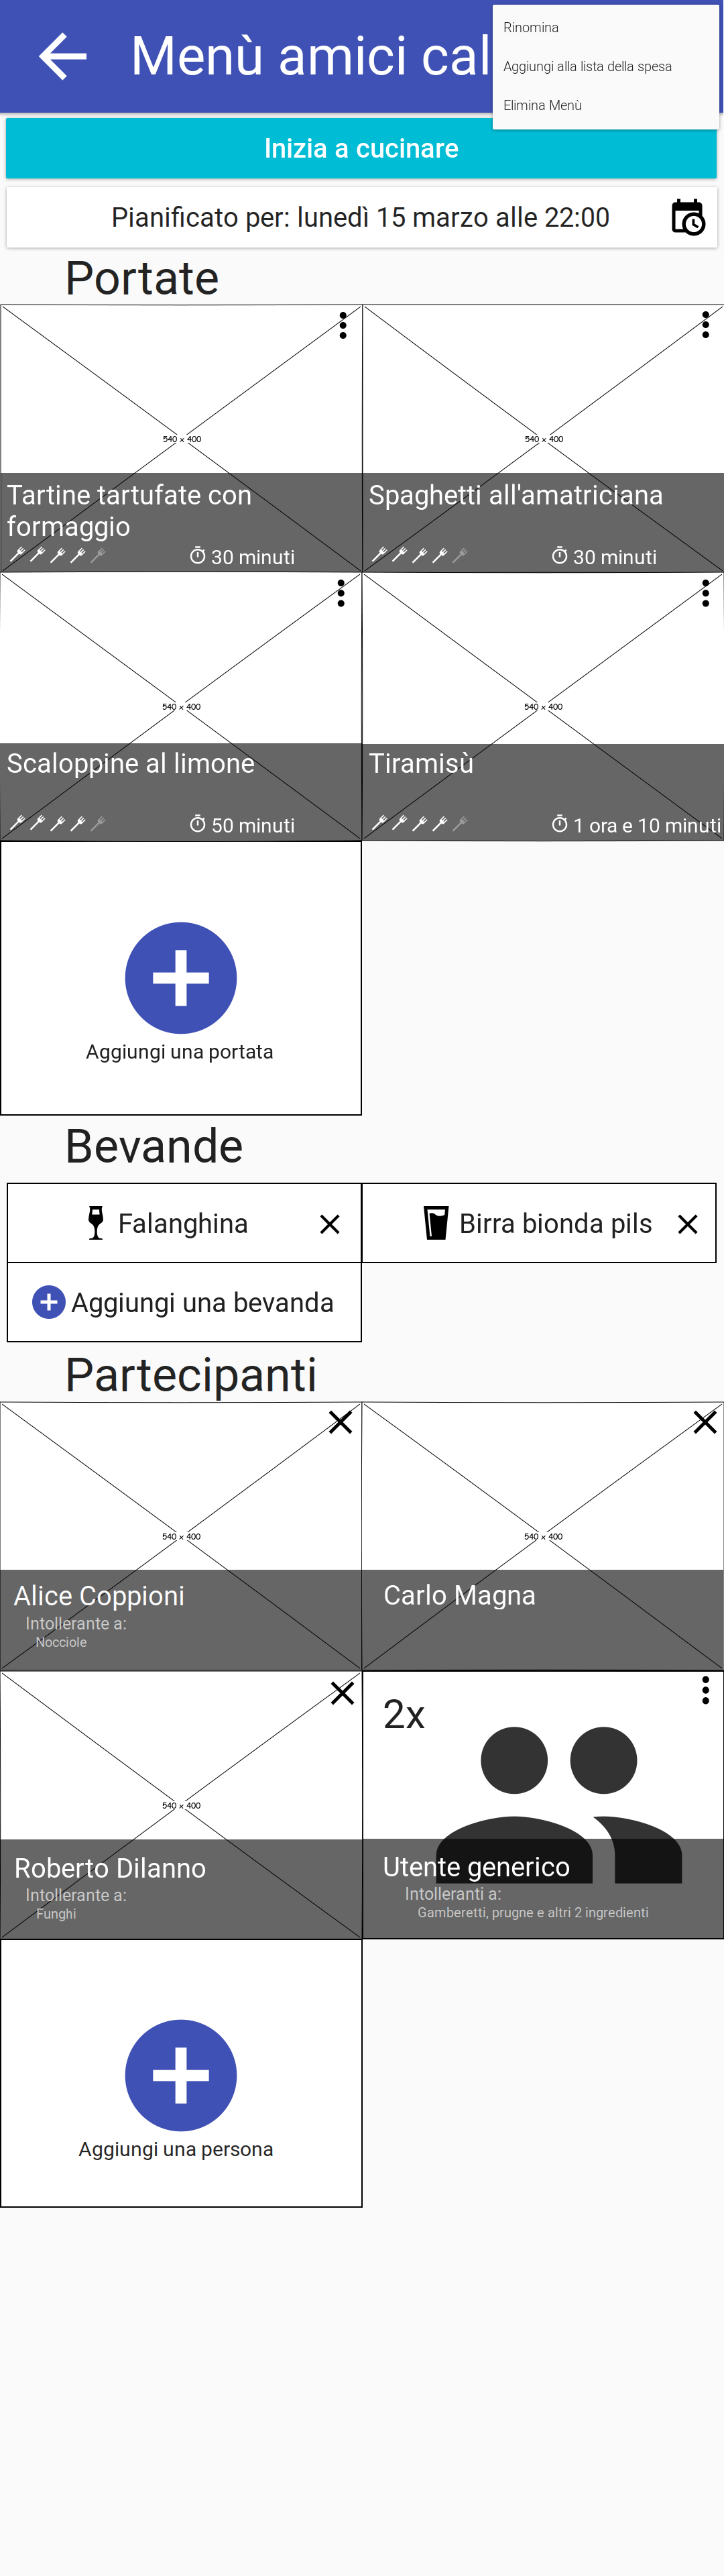 Menù amici cal
Rinomina
Aggiungi alla lista della spesa
Elimina Menù
Inizia a cucinare
Pianificato per: lunedì 15 marzo alle 22:00
Portate
540 × 400
Tartine tartufate con
formaggio
30 minuti
540 × 400
Spaghetti all'amatriciana
30 minuti
540 × 400
Scaloppine al limone
50 minuti
540 × 400
Tiramisù
1 ora e 10 minuti
Aggiungi una portata
Bevande
Falanghina
Birra bionda pils
Aggiungi una bevanda
Partecipanti
540 × 400
Alice Coppioni
Intollerante a:
Nocciole
540 × 400
Carlo Magna
540 × 400
Roberto Dilanno
Intollerante a:
Funghi
2x
Utente generico
Intolleranti a:
Gamberetti, prugne e altri 2 ingredienti
Aggiungi una persona